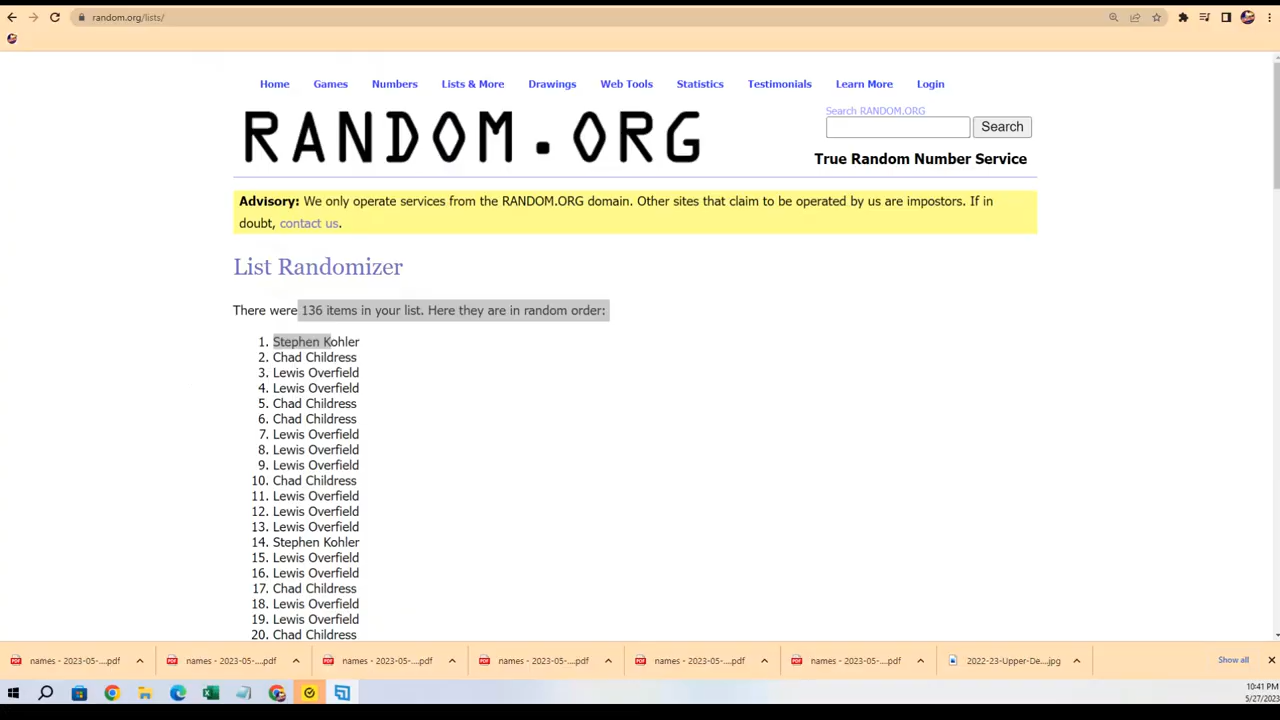 random.org/lists/
Home Games Numbers Lists & More Drawings Web Tools Statistics Testimonials Learn More Login
RANDOM.ORG
Search RANDOM.ORG
Search
True Random Number Service
Advisory: We only operate services from the RANDOM.ORG domain. Other sites that claim to be operated by us are impostors. If in
doubt, contact us.
List Randomizer
There were 136 items in your list. Here they are in random order:
1. Stephen Kohler
2. Chad Childress
3. Lewis Overfield
4. Lewis Overfield
5. Chad Childress
6. Chad Childress
7. Lewis Overfield
8. Lewis Overfield
9. Lewis Overfield
10. Chad Childress
11. Lewis Overfield
12. Lewis Overfield
13. Lewis Overfield
14. Stephen Kohler
15. Lewis Overfield
16. Lewis Overfield
17. Chad Childress
18. Lewis Overfield
19. Lewis Overfield
20. Chad Childress
names - 2023-05-....pdf names - 2023-05-....pdf names - 2023-05-....pdf names - 2023-05-....pdf names - 2023-05-....pdf names - 2023-05-....pdf 2022-23-Upper-De....jpg Show all
10:41 PM
5/27/2023